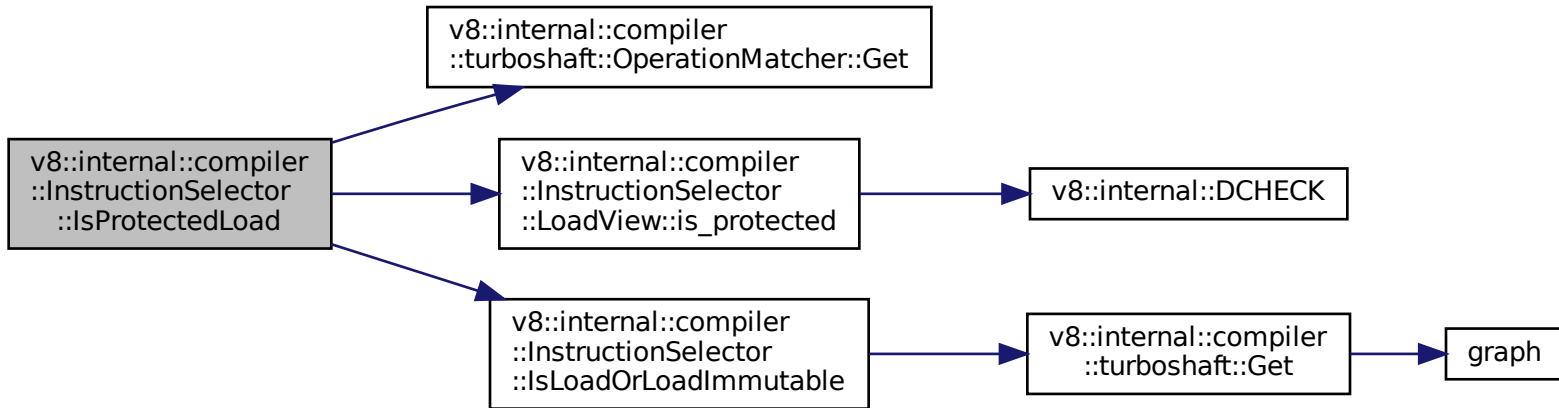 v8::internal::compiler
::turboshaft::OperationMatcher::Get
v8::internal::compiler
::InstructionSelector
::IsProtectedLoad
v8::internal::compiler
::InstructionSelector
::LoadView::is_protected
v8::internal::DCHECK
v8::internal::compiler
::InstructionSelector
::IsLoadOrLoadImmutable
v8::internal::compiler
::turboshaft::Get
graph